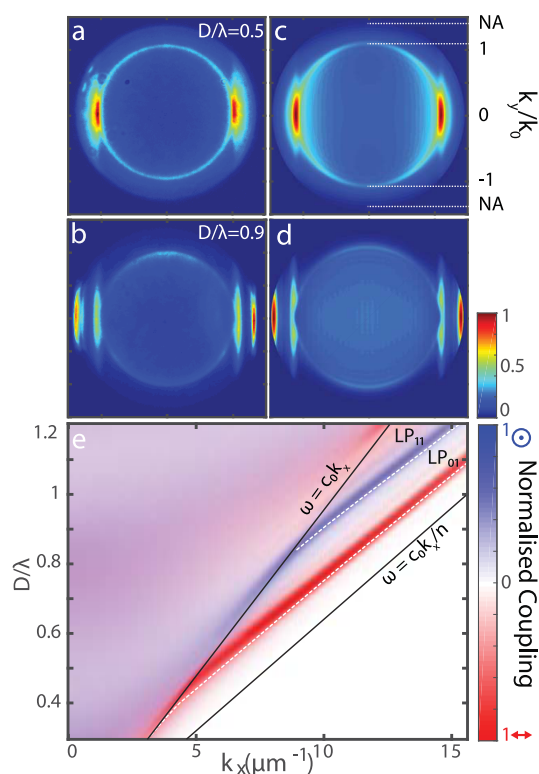 a D/λ=0.5
c
NA
1
0
-1
NA
k_y/k_0
b D/λ=0.9
d
1
0.5
0
e
LP_11
LP_01
ω = c_0k_x
ω = c_0k_x/n
1.2
1.0
0.8
0.6
0.4
D/λ
0 5 10 15
k_x(μm^-1)
1⊙
0
1↔
Normalised Coupling